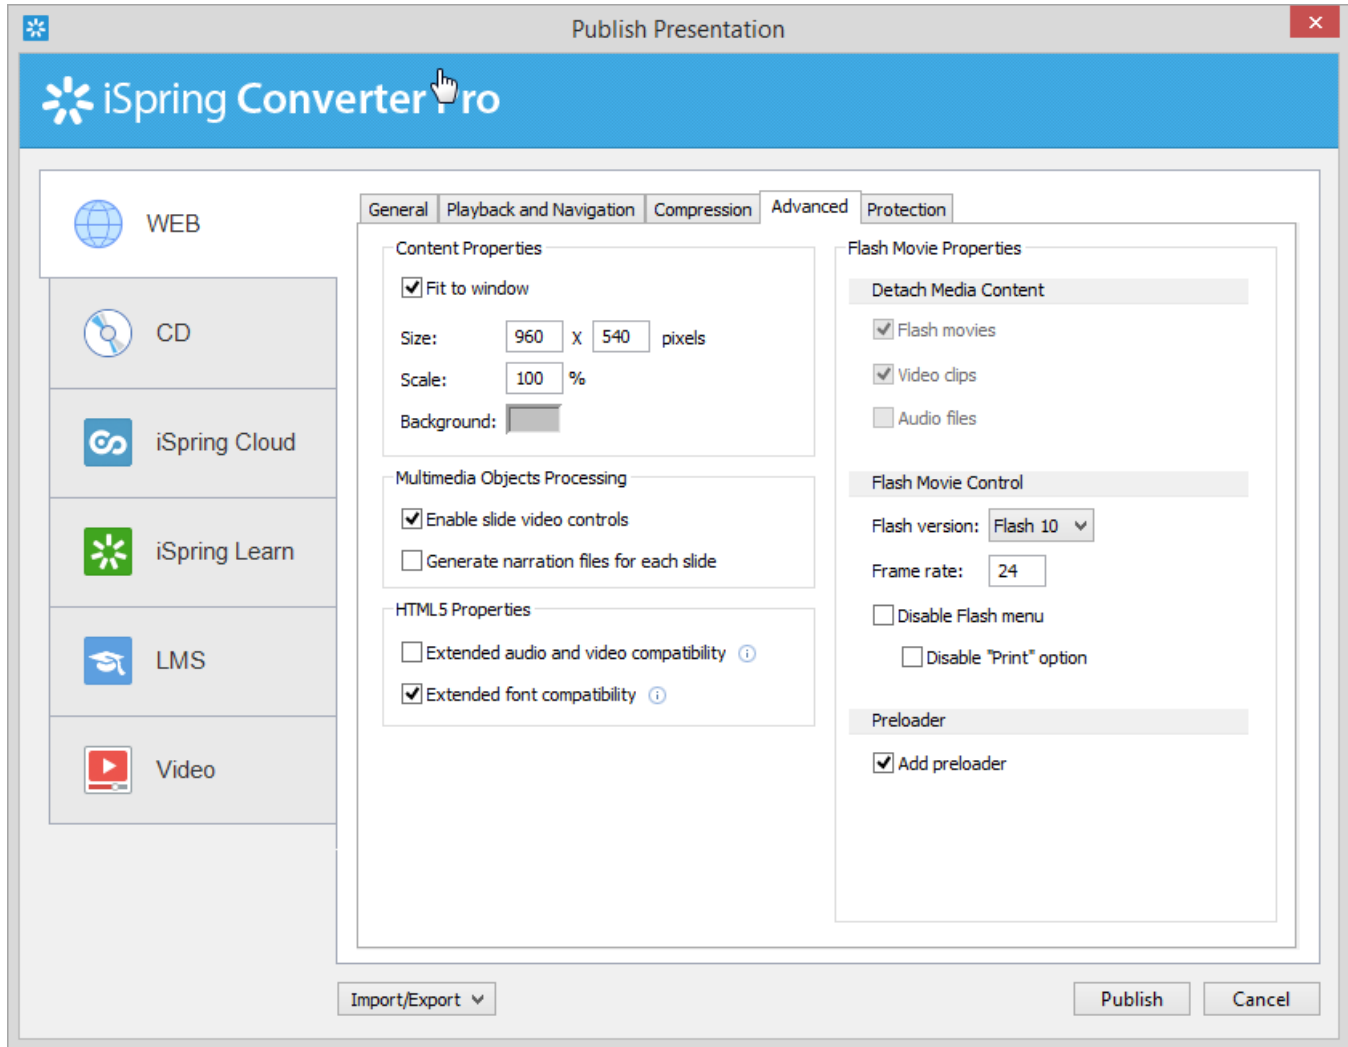 Publish Presentation
iSpring Converter Pro
WEB
CD
iSpring Cloud
iSpring Learn
LMS
Video
General Playback and Navigation Compression Advanced Protection
Content Properties
Fit to window
Size: 960 X 540 pixels
Scale: 100 %
Background:
Multimedia Objects Processing
Enable slide video controls
Generate narration files for each slide
HTML5 Properties
Extended audio and video compatibility
Extended font compatibility
Flash Movie Properties
Detach Media Content
Flash movies
Video clips
Audio files
Flash Movie Control
Flash version: Flash 10
Frame rate: 24
Disable Flash menu
Disable "Print" option
Preloader
Add preloader
Import/Export
Publish
Cancel